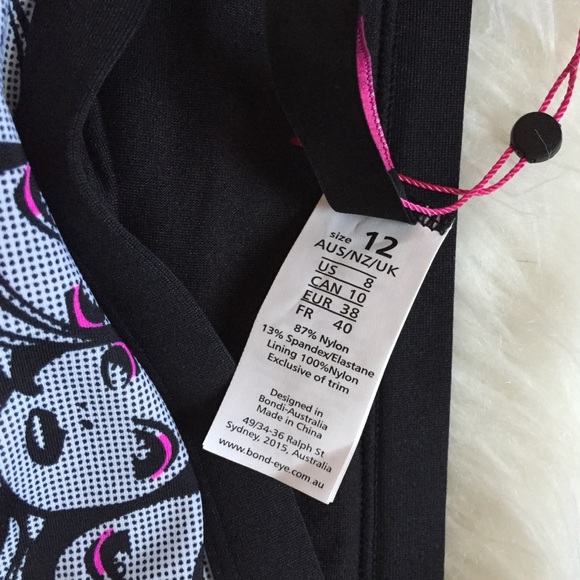 size 12
AUS/NZ/UK
US 8
CAN 10
EUR 38
FR 40
87% Nylon
13% Spandex/Elastane
Lining 100%Nylon
Exclusive of trim
Designed in
Bondi-Australia
Made in China
49/34-36 Ralph St
Sydney, 2015, Australia
www.bond-eye.com.au